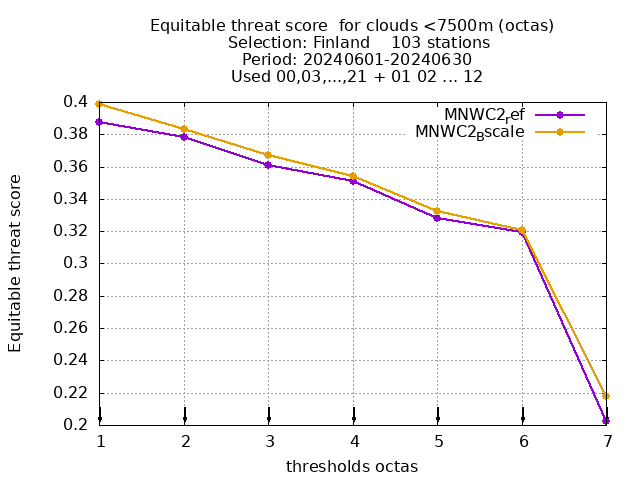 Equitable threat score  for clouds <7500m (octas)
Selection: Finland    103 stations
Period: 20240601-20240630
Used 00,03,...,21 + 01 02 ... 12
MNWC2ref
MNWC2Bscale
0.4
0.38
0.36
0.34
0.32
0.3
0.28
0.26
0.24
0.22
0.2
Equitable threat score
1 2 3 4 5 6 7
thresholds octas